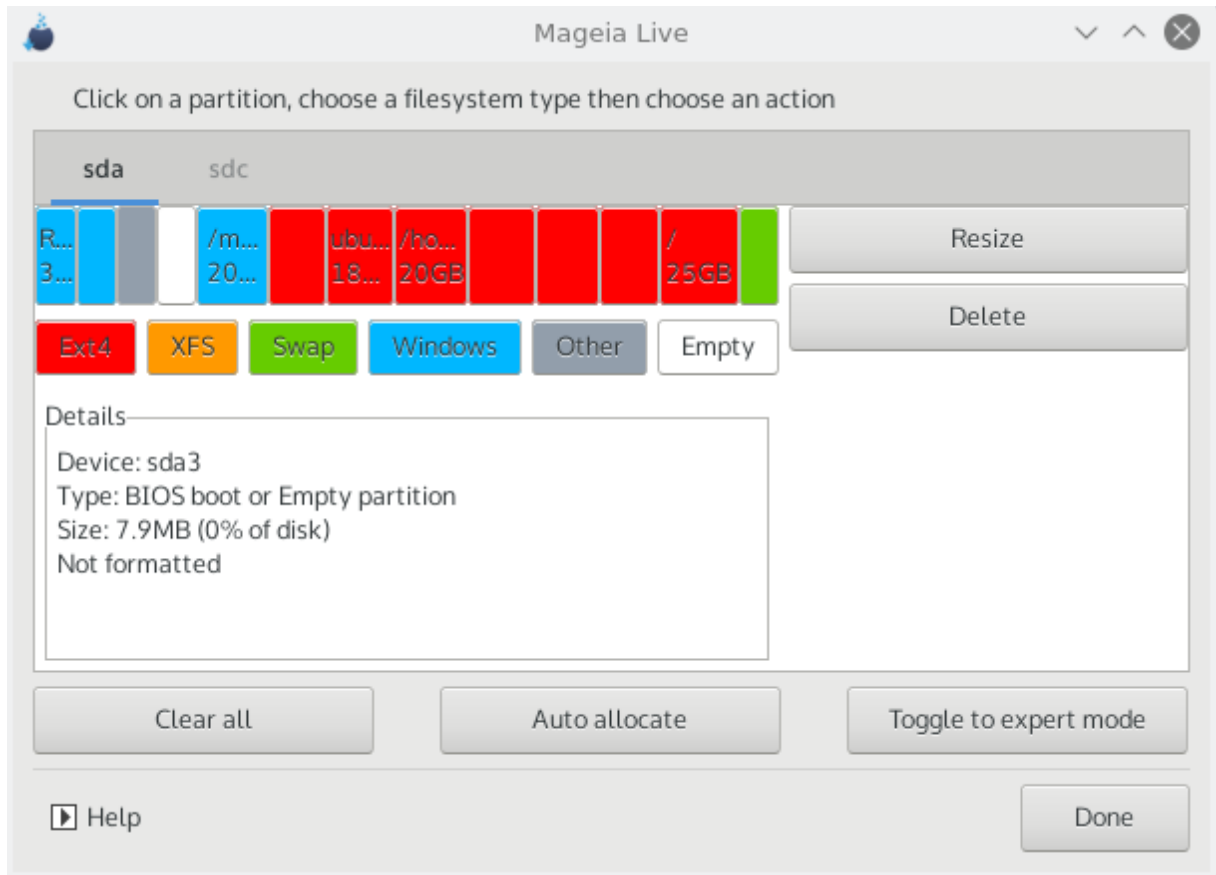 Mageia Live
Click on a partition, choose a filesystem type then choose an action
sda sdc
R... /m... ubu... /ho... /
3... 20... 18... 20GB 25GB
Resize
Delete
Ext4 XFS Swap Windows Other Empty
Details
Device: sda3
Type: BIOS boot or Empty partition
Size: 7.9MB (0% of disk)
Not formatted
Clear all Auto allocate Toggle to expert mode
Help Done